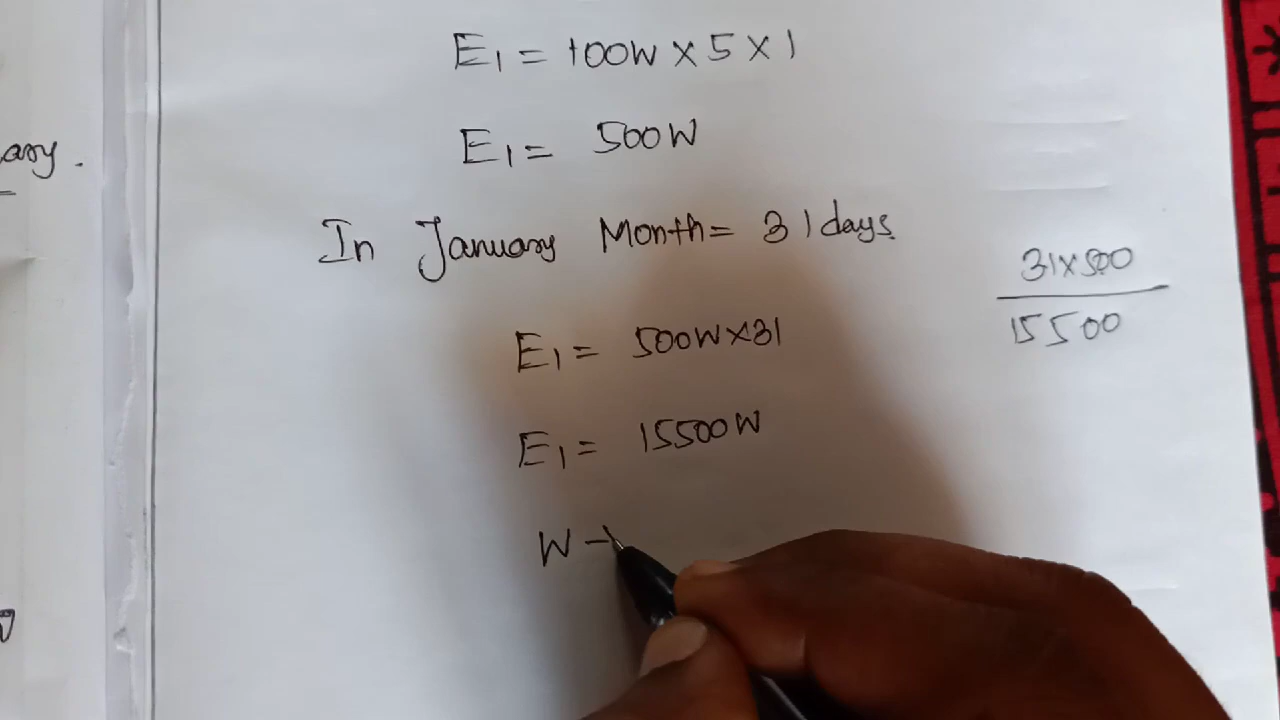 E1 = 100W × 5 × 1
E1 = 500W
ary.
In January Month = 31 days
31×500
15500
E1 = 500W×31
E1 = 15500W
W →